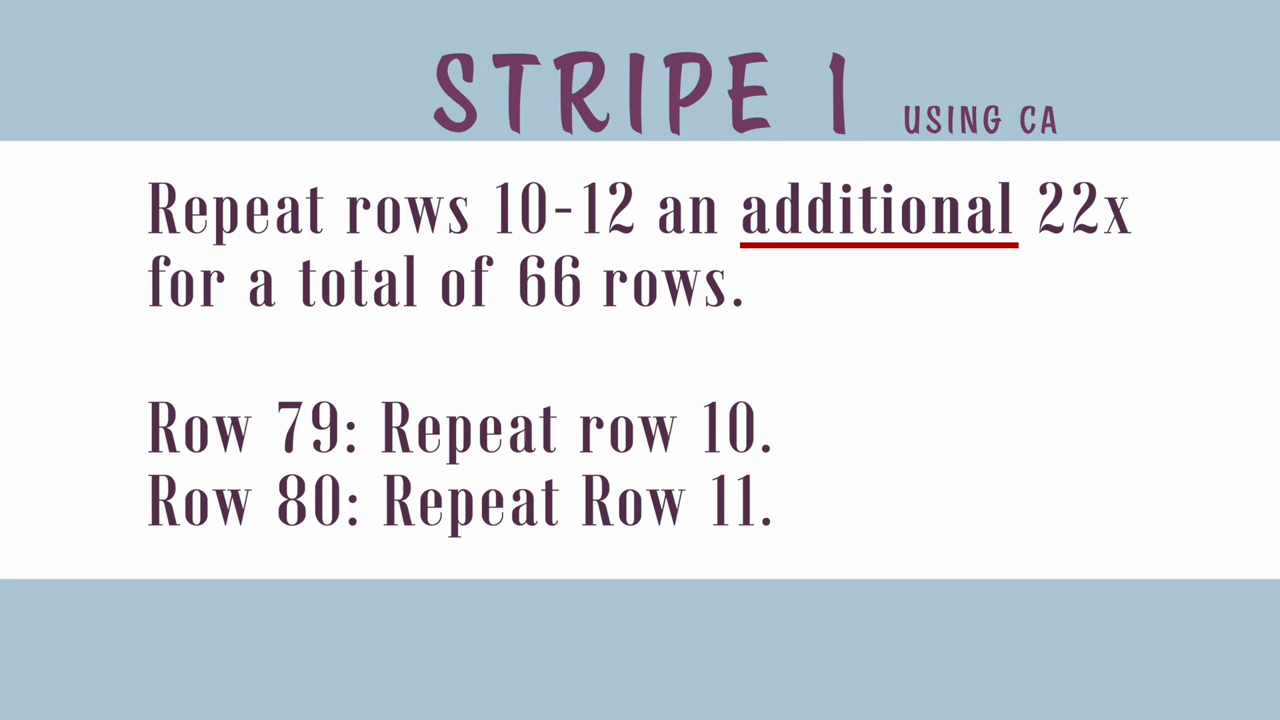 STRIPE 1 USING CA
Repeat rows 10-12 an additional 22x
for a total of 66 rows.
Row 79: Repeat row 10.
Row 80: Repeat Row 11.